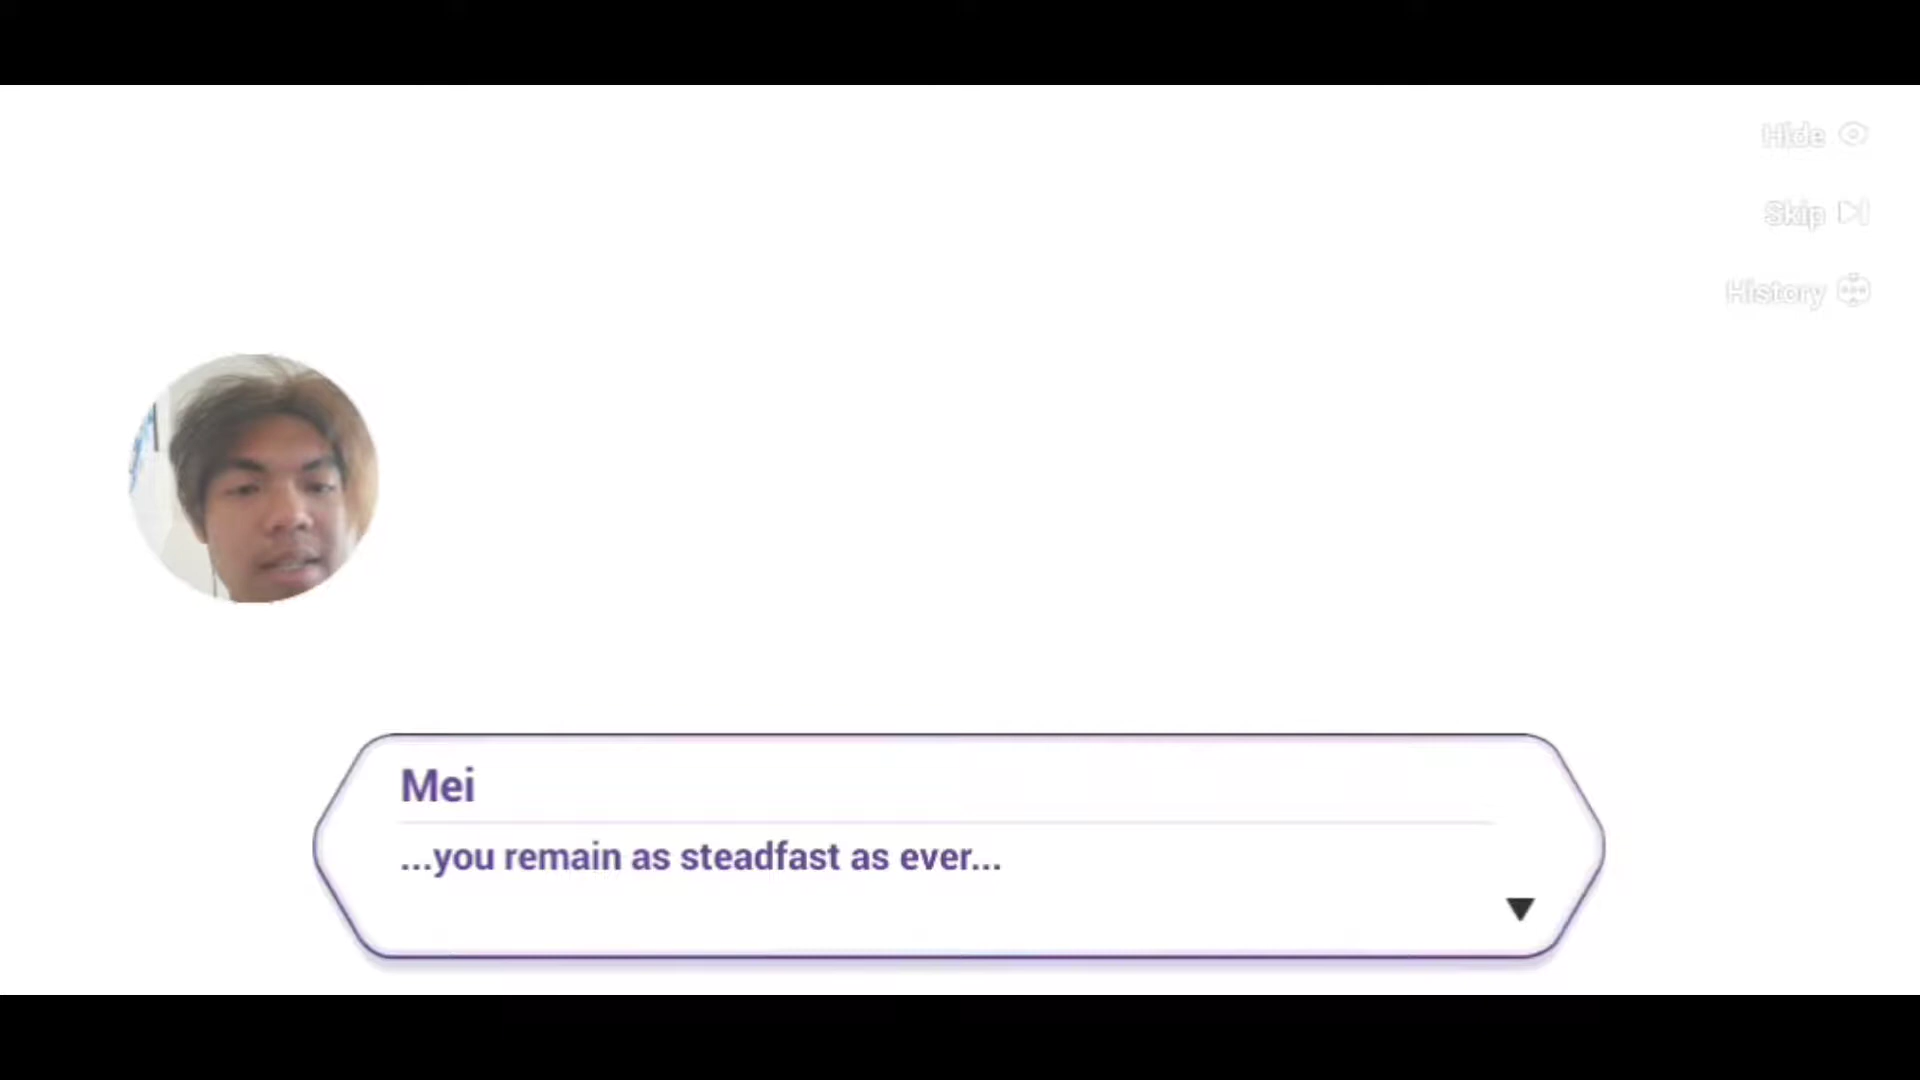 Hide
Skip
History
Mei
...you remain as steadfast as ever...